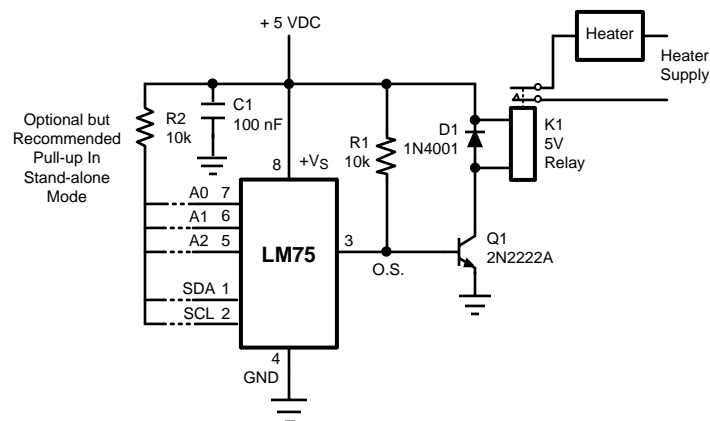 + 5 VDC
Heater
Heater
Supply
Optional but
Recommended
Pull-up In
Stand-alone
Mode
R2
10k
C1
100 nF
R1
10k
D1
1N4001
K1
5V
Relay
8
+VS
A0 7
A1 6
A2 5
SDA 1
SCL 2
LM75
3
O.S.
Q1
2N2222A
4
GND